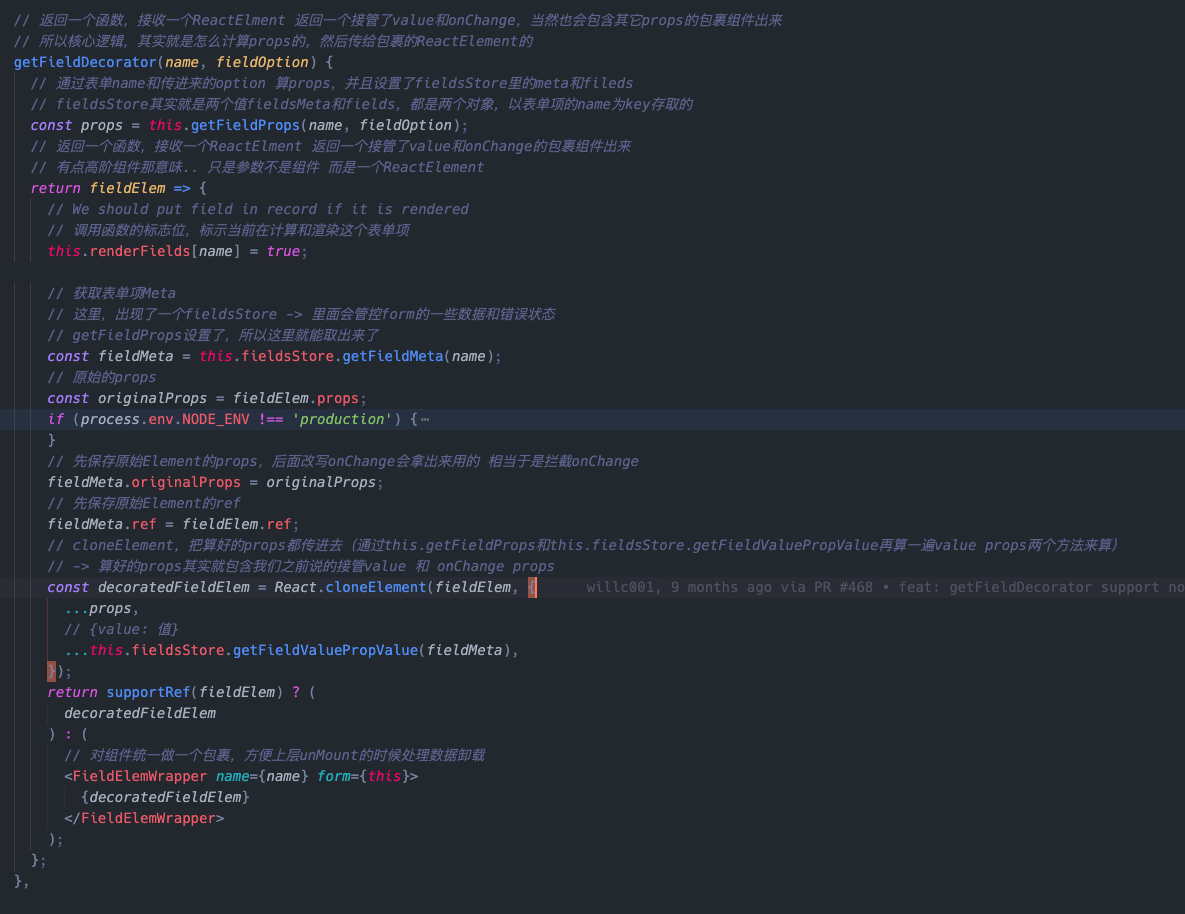 // 返回一个函数，接收一个ReactElment 返回一个接管了value和onChange，当然也会包含其它props的包裹组件出来
// 所以核心逻辑，其实就是怎么计算props的，然后传给包裹的ReactElement的
getFieldDecorator(name, fieldOption) {
// 通过表单name和传进来的option 算props，并且设置了fieldsStore里的meta和fileds
// fieldsStore其实就是两个值fieldsMeta和fields，都是两个对象，以表单项的name为key存取的
const props = this.getFieldProps(name, fieldOption);
// 返回一个函数，接收一个ReactElment 返回一个接管了value和onChange的包裹组件出来
// 有点高阶组件那意味.. 只是参数不是组件 而是一个ReactElement
return fieldElem => {
// We should put field in record if it is rendered
// 调用函数的标志位，标示当前在计算和渲染这个表单项
this.renderFields[name] = true;
// 获取表单项Meta
// 这里，出现了一个fieldsStore -> 里面会管控form的一些数据和错误状态
// getFieldProps设置了，所以这里就能取出来了
const fieldMeta = this.fieldsStore.getFieldMeta(name);
// 原始的props
const originalProps = fieldElem.props;
if (process.env.NODE_ENV !== 'production') {⋯
}
// 先保存原始Element的props，后面改写onChange会拿出来用的 相当于是拦截onChange
fieldMeta.originalProps = originalProps;
// 先保存原始Element的ref
fieldMeta.ref = fieldElem.ref;
// cloneElement，把算好的props都传进去（通过this.getFieldProps和this.fieldsStore.getFieldValuePropValue再算一遍value props两个方法来算）
// -> 算好的props其实就包含我们之前说的接管value 和 onChange props
const decoratedFieldElem = React.cloneElement(fieldElem, { willc001, 9 months ago via PR #468 • feat: getFieldDecorator support no
...props,
// {value: 值}
...this.fieldsStore.getFieldValuePropValue(fieldMeta),
});
return supportRef(fieldElem) ? (
decoratedFieldElem
) : (
// 对组件统一做一个包裹，方便上层unMount的时候处理数据卸载
<FieldElemWrapper name={name} form={this}>
{decoratedFieldElem}
</FieldElemWrapper>
);
};
},